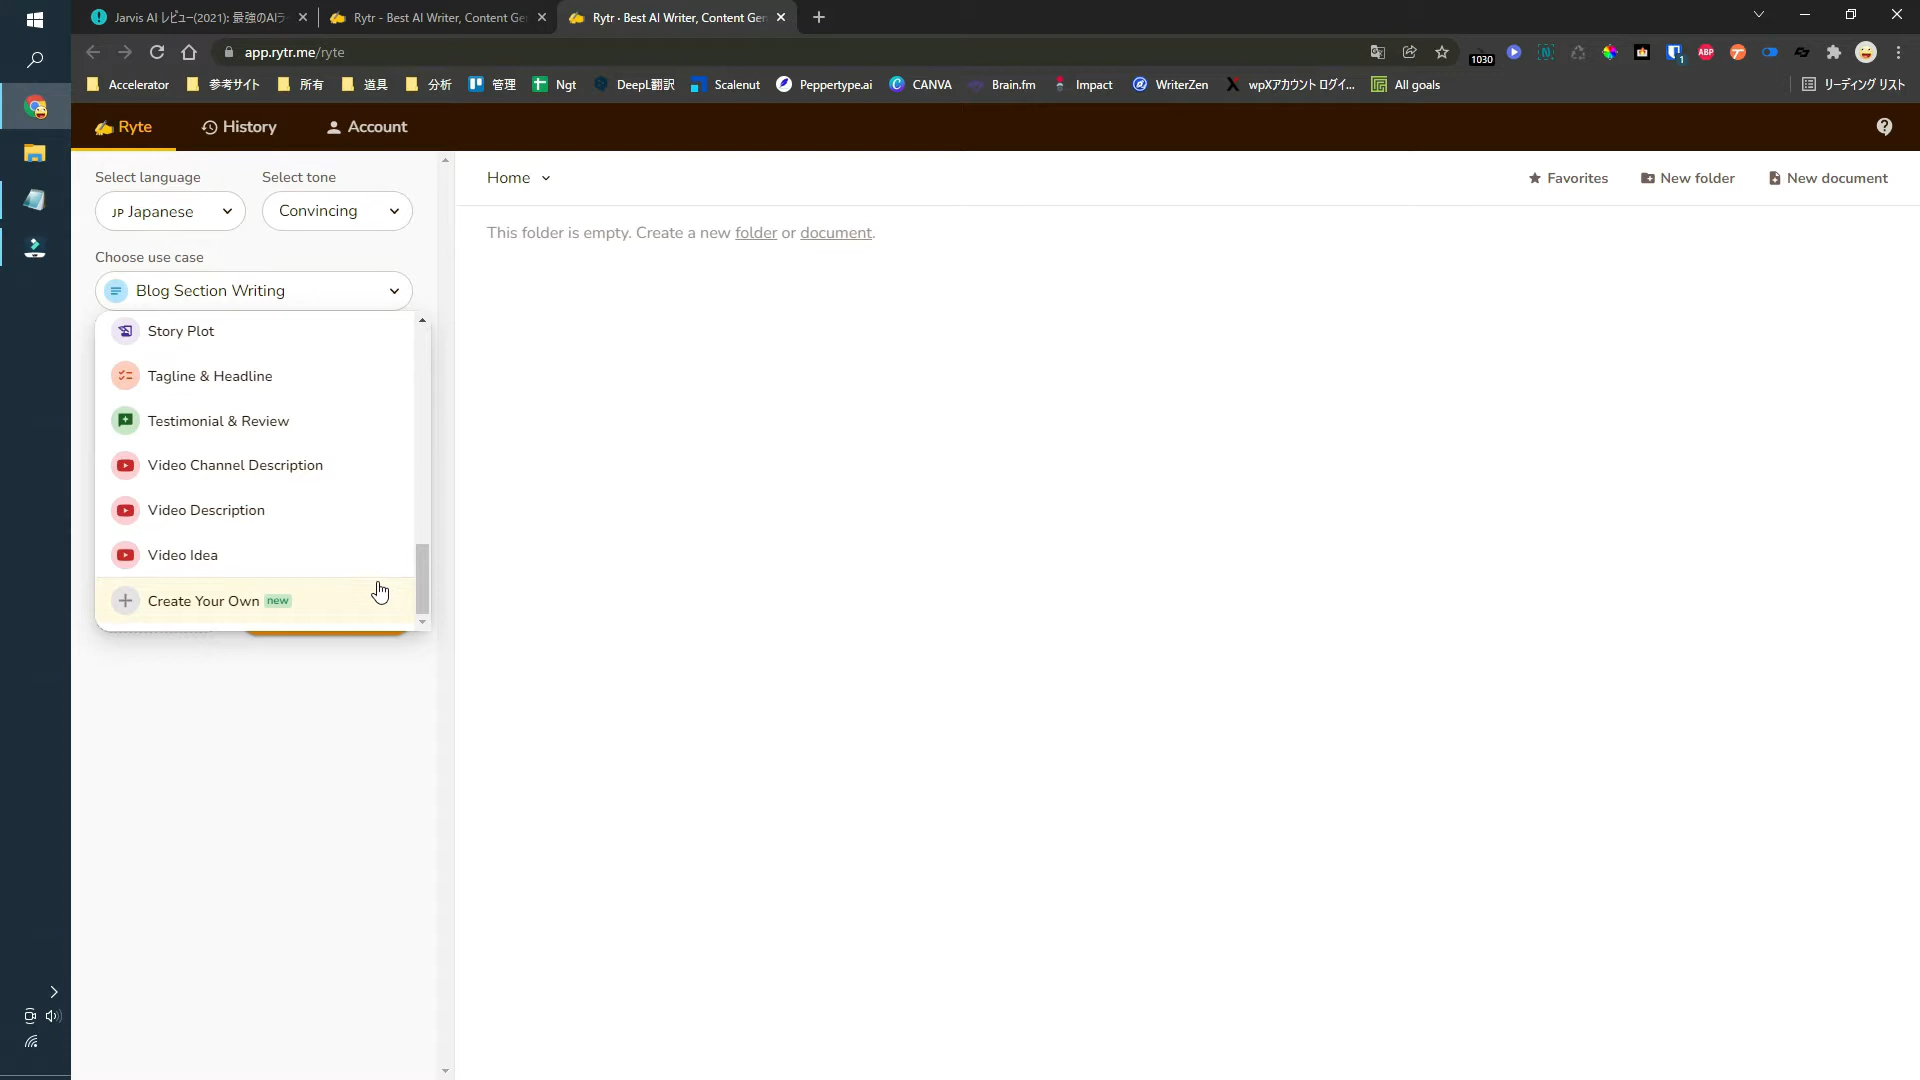 Jarvis AI レビュー(2021): 最強のAIラ
Rytr - Best AI Writer, Content Ge
Rytr · Best AI Writer, Content Gen
app.rytr.me/ryte
1030
1
ABP
Accelerator
参考サイト
所有
道具
分析
管理
Ngt
DeepL翻訳
Scalenut
Peppertype.ai
CANVA
Brain.fm
Impact
WriterZen
wpXアカウント ログイ...
All goals
リーディング リスト
Ryte
History
Account
Select language
Select tone
JP Japanese
Convincing
Choose use case
Blog Section Writing
Story Plot
Tagline & Headline
Testimonial & Review
Video Channel Description
Video Description
Video Idea
Create Your Own new
Home
Favorites
New folder
New document
This folder is empty. Create a new folder or document.